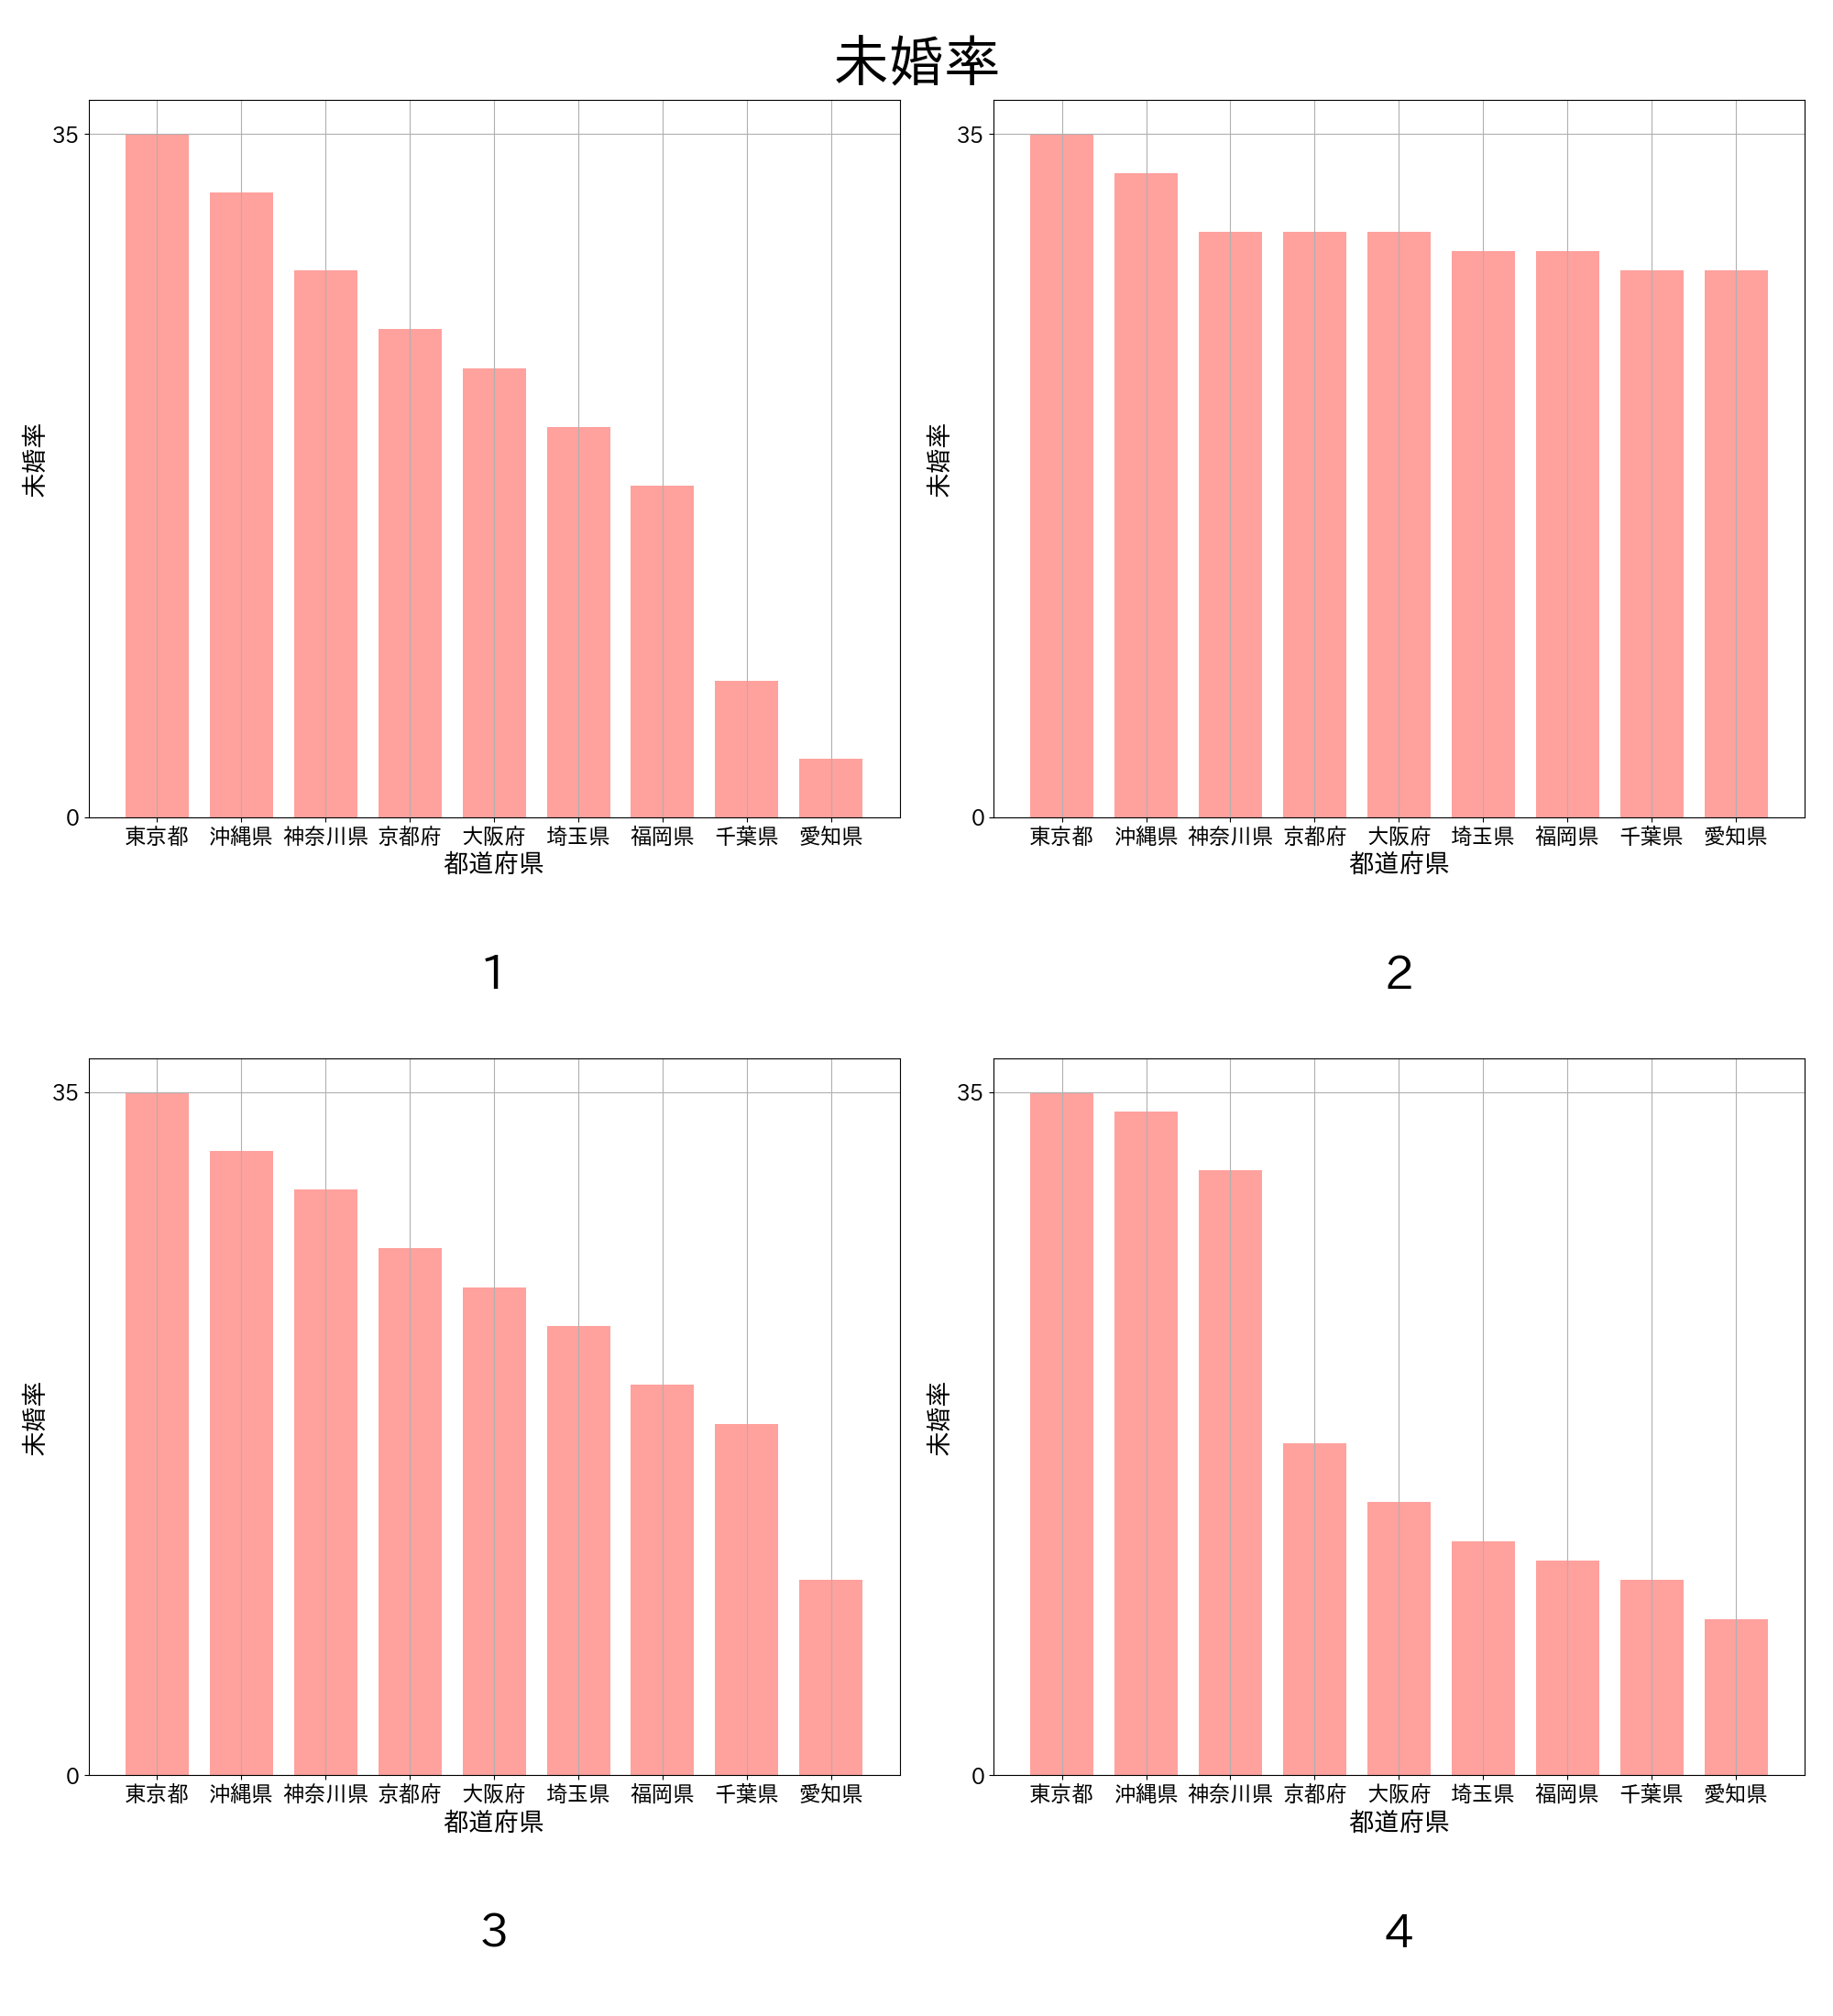 未婚率
35
0
未婚率
東京都 沖縄県 神奈川県 京都府 大阪府 埼玉県 福岡県 千葉県 愛知県
都道府県
1
35
0
未婚率
東京都 沖縄県 神奈川県 京都府 大阪府 埼玉県 福岡県 千葉県 愛知県
都道府県
2
35
0
未婚率
東京都 沖縄県 神奈川県 京都府 大阪府 埼玉県 福岡県 千葉県 愛知県
都道府県
3
35
0
未婚率
東京都 沖縄県 神奈川県 京都府 大阪府 埼玉県 福岡県 千葉県 愛知県
都道府県
4